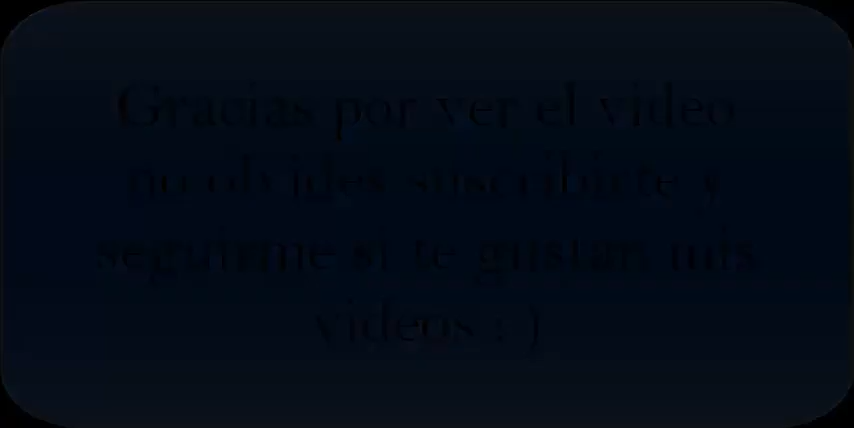 Gracias por ver el video
no olvides suscribirte y
seguirme si te gustan mis
videos : )